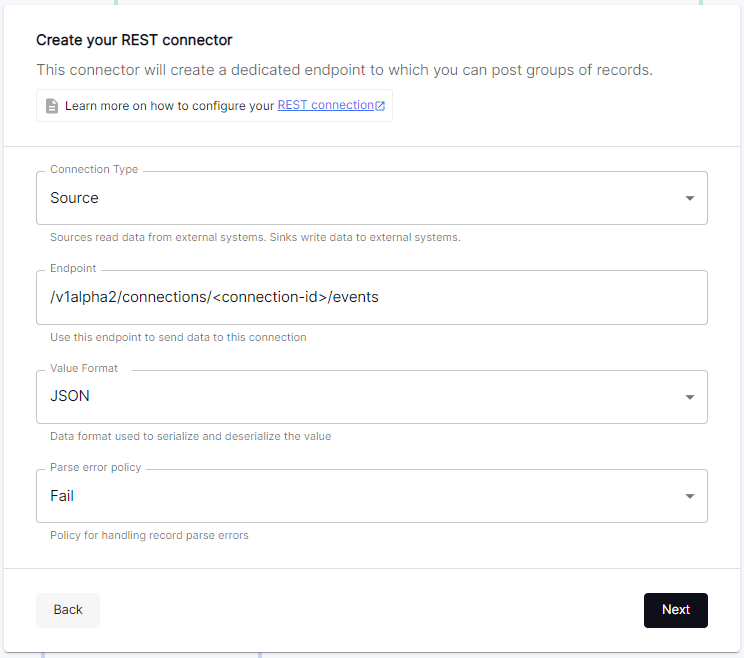 Create your REST connector
This connector will create a dedicated endpoint to which you can post groups of records.
Learn more on how to configure your REST connection
Connection Type
Source
Sources read data from external systems. Sinks write data to external systems.
Endpoint
/v1alpha2/connections/<connection-id>/events
Use this endpoint to send data to this connection
Value Format
JSON
Data format used to serialize and deserialize the value
Parse error policy
Fail
Policy for handling record parse errors
Back
Next